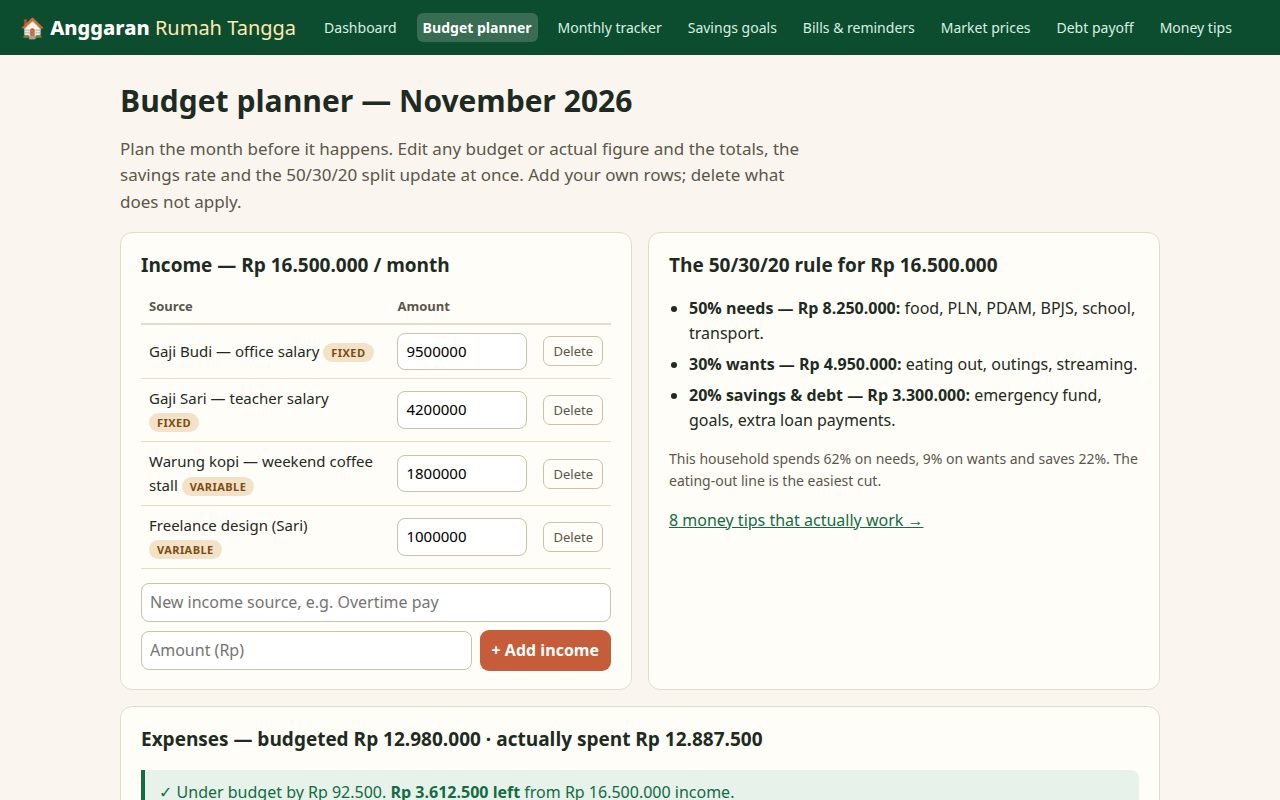 🏠 Anggaran Rumah Tangga
Dashboard
Budget planner
Monthly tracker
Savings goals
Bills & reminders
Market prices
Debt payoff
Money tips
Budget planner — November 2026
Plan the month before it happens. Edit any budget or actual figure and the totals, the
savings rate and the 50/30/20 split update at once. Add your own rows; delete what
does not apply.
Income — Rp 16.500.000 / month
Source Amount
Gaji Budi — office salary FIXED 9500000 Delete
Gaji Sari — teacher salary
FIXED
4200000 Delete
Warung kopi — weekend coffee
stall VARIABLE
1800000 Delete
Freelance design (Sari)
VARIABLE
1000000 Delete
New income source, e.g. Overtime pay
Amount (Rp)
+ Add income
The 50/30/20 rule for Rp 16.500.000
• 50% needs — Rp 8.250.000: food, PLN, PDAM, BPJS, school,
transport.
• 30% wants — Rp 4.950.000: eating out, outings, streaming.
• 20% savings & debt — Rp 3.300.000: emergency fund,
goals, extra loan payments.
This household spends 62% on needs, 9% on wants and saves 22%. The
eating-out line is the easiest cut.
8 money tips that actually work →
Expenses — budgeted Rp 12.980.000 · actually spent Rp 12.887.500
✓ Under budget by Rp 92.500. Rp 3.612.500 left from Rp 16.500.000 income.